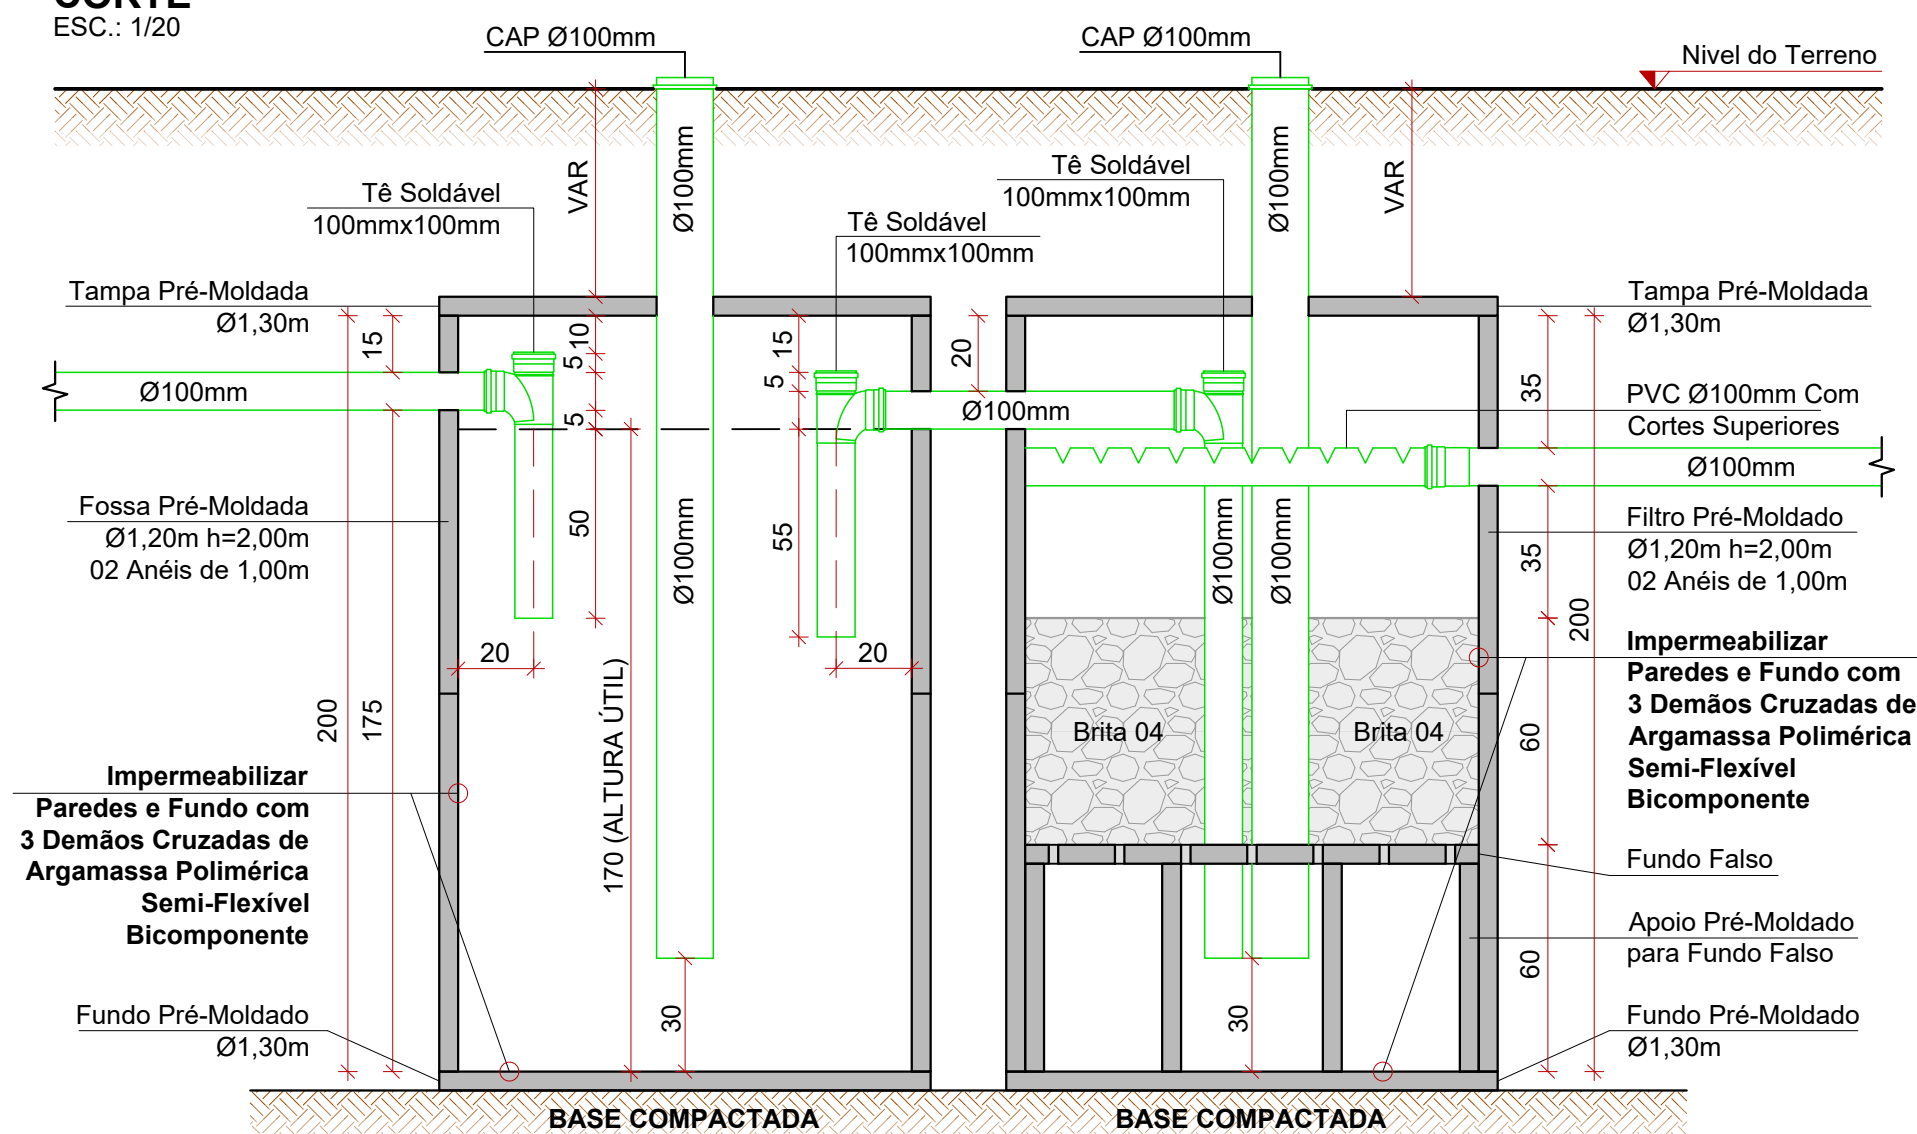 CORTE
ESC.: 1/20
CAP Ø100mm
CAP Ø100mm
Nivel do Terreno
Ø100mm
Ø100mm
VAR
VAR
Tê Soldável
100mmx100mm
Tê Soldável
100mmx100mm
Tê Soldável
100mmx100mm
Tampa Pré-Moldada
Ø1,30m
Tampa Pré-Moldada
Ø1,30m
15
10
5
5
15
5
20
35
Ø100mm
Ø100mm
PVC Ø100mm Com
Cortes Superiores
Ø100mm
Fossa Pré-Moldada
Ø1,20m h=2,00m
02 Anéis de 1,00m
50
Ø100mm
55
Ø100mm
Ø100mm
35
Filtro Pré-Moldado
Ø1,20m h=2,00m
02 Anéis de 1,00m
20
20
200
175
170 (ALTURA ÚTIL)
200
Impermeabilizar
Paredes e Fundo com
3 Demãos Cruzadas de
Argamassa Polimérica
Semi-Flexível
Bicomponente
Brita 04
Brita 04
60
Impermeabilizar
Paredes e Fundo com
3 Demãos Cruzadas de
Argamassa Polimérica
Semi-Flexível
Bicomponente
Fundo Falso
Apoio Pré-Moldado
para Fundo Falso
60
30
30
Fundo Pré-Moldado
Ø1,30m
Fundo Pré-Moldado
Ø1,30m
BASE COMPACTADA
BASE COMPACTADA